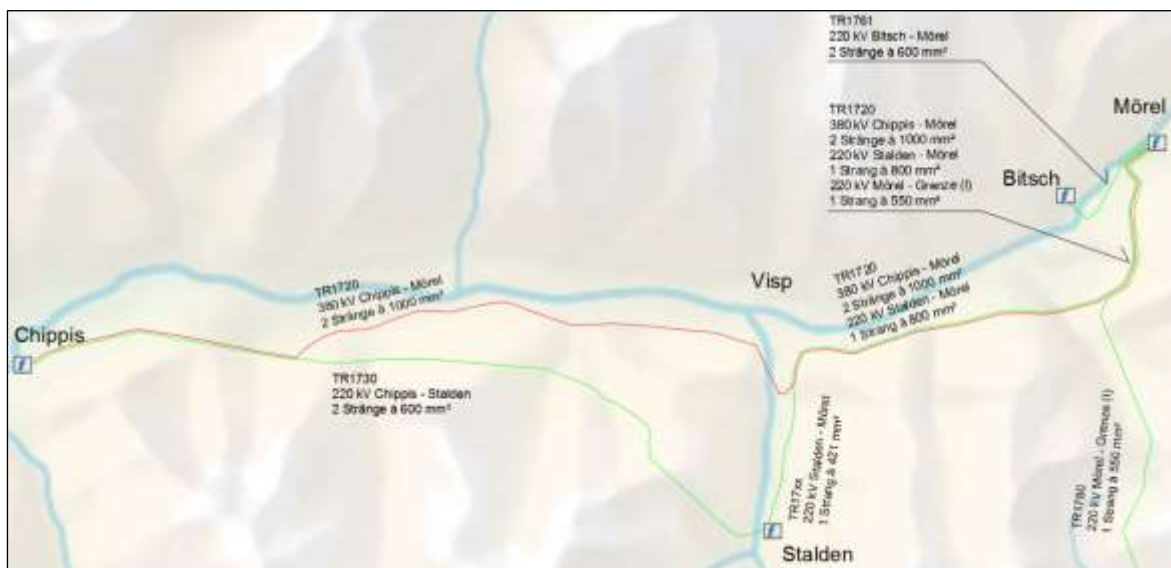 TR1761
220 kV Bitsch - Mörel
2 Stränge à 600 mm²
Mörel
TR1720
380 kV Chippis - Mörel
2 Stränge à 1000 mm²
220 kV Stalden - Mörel
1 Strang à 800 mm²
220 kV Mörel - Grenze (I)
1 Strang à 550 mm²
Bitsch
Visp
TR1720
380 kV Chippis - Mörel
2 Stränge à 1000 mm²
TR1720
380 kV Chippis - Mörel
2 Stränge à 1000 mm²
220 kV Stalden - Mörel
1 Strang à 800 mm²
Chippis
TR1730
220 kV Chippis - Stalden
2 Stränge à 600 mm²
TR17xx
220 kV Stalden - Mörel
1 Strang à 421 mm²
TR1780
220 kV Mörel - Grenze (I)
1 Strang à 550 mm²
Stalden